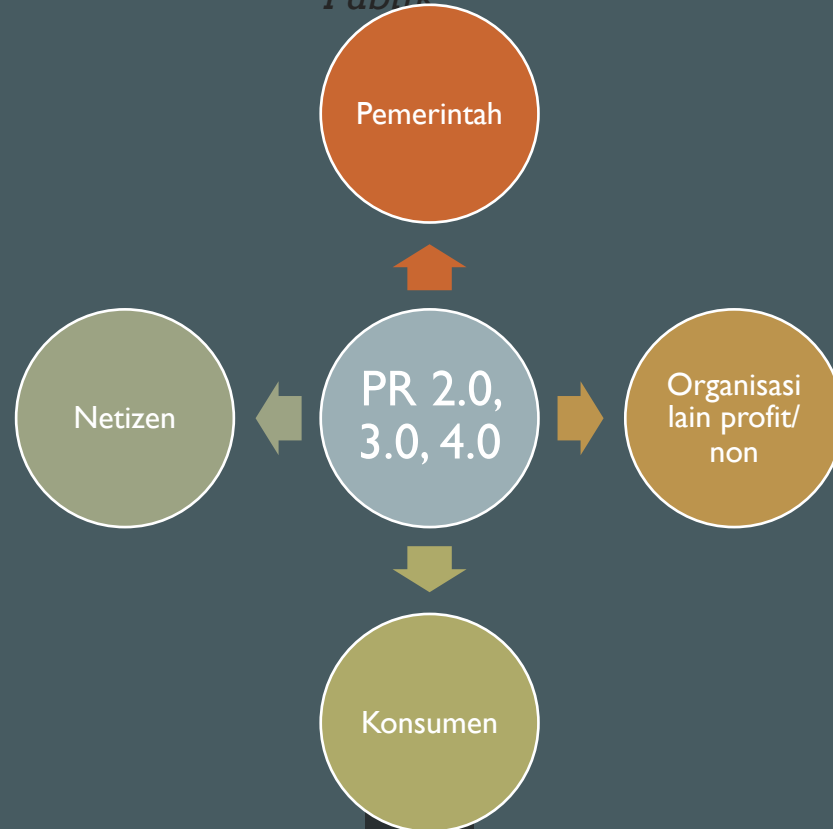 Pemerintah
Netizen
PR 2.0,
3.0, 4.0
Organisasi
lain profit/
non
Konsumen